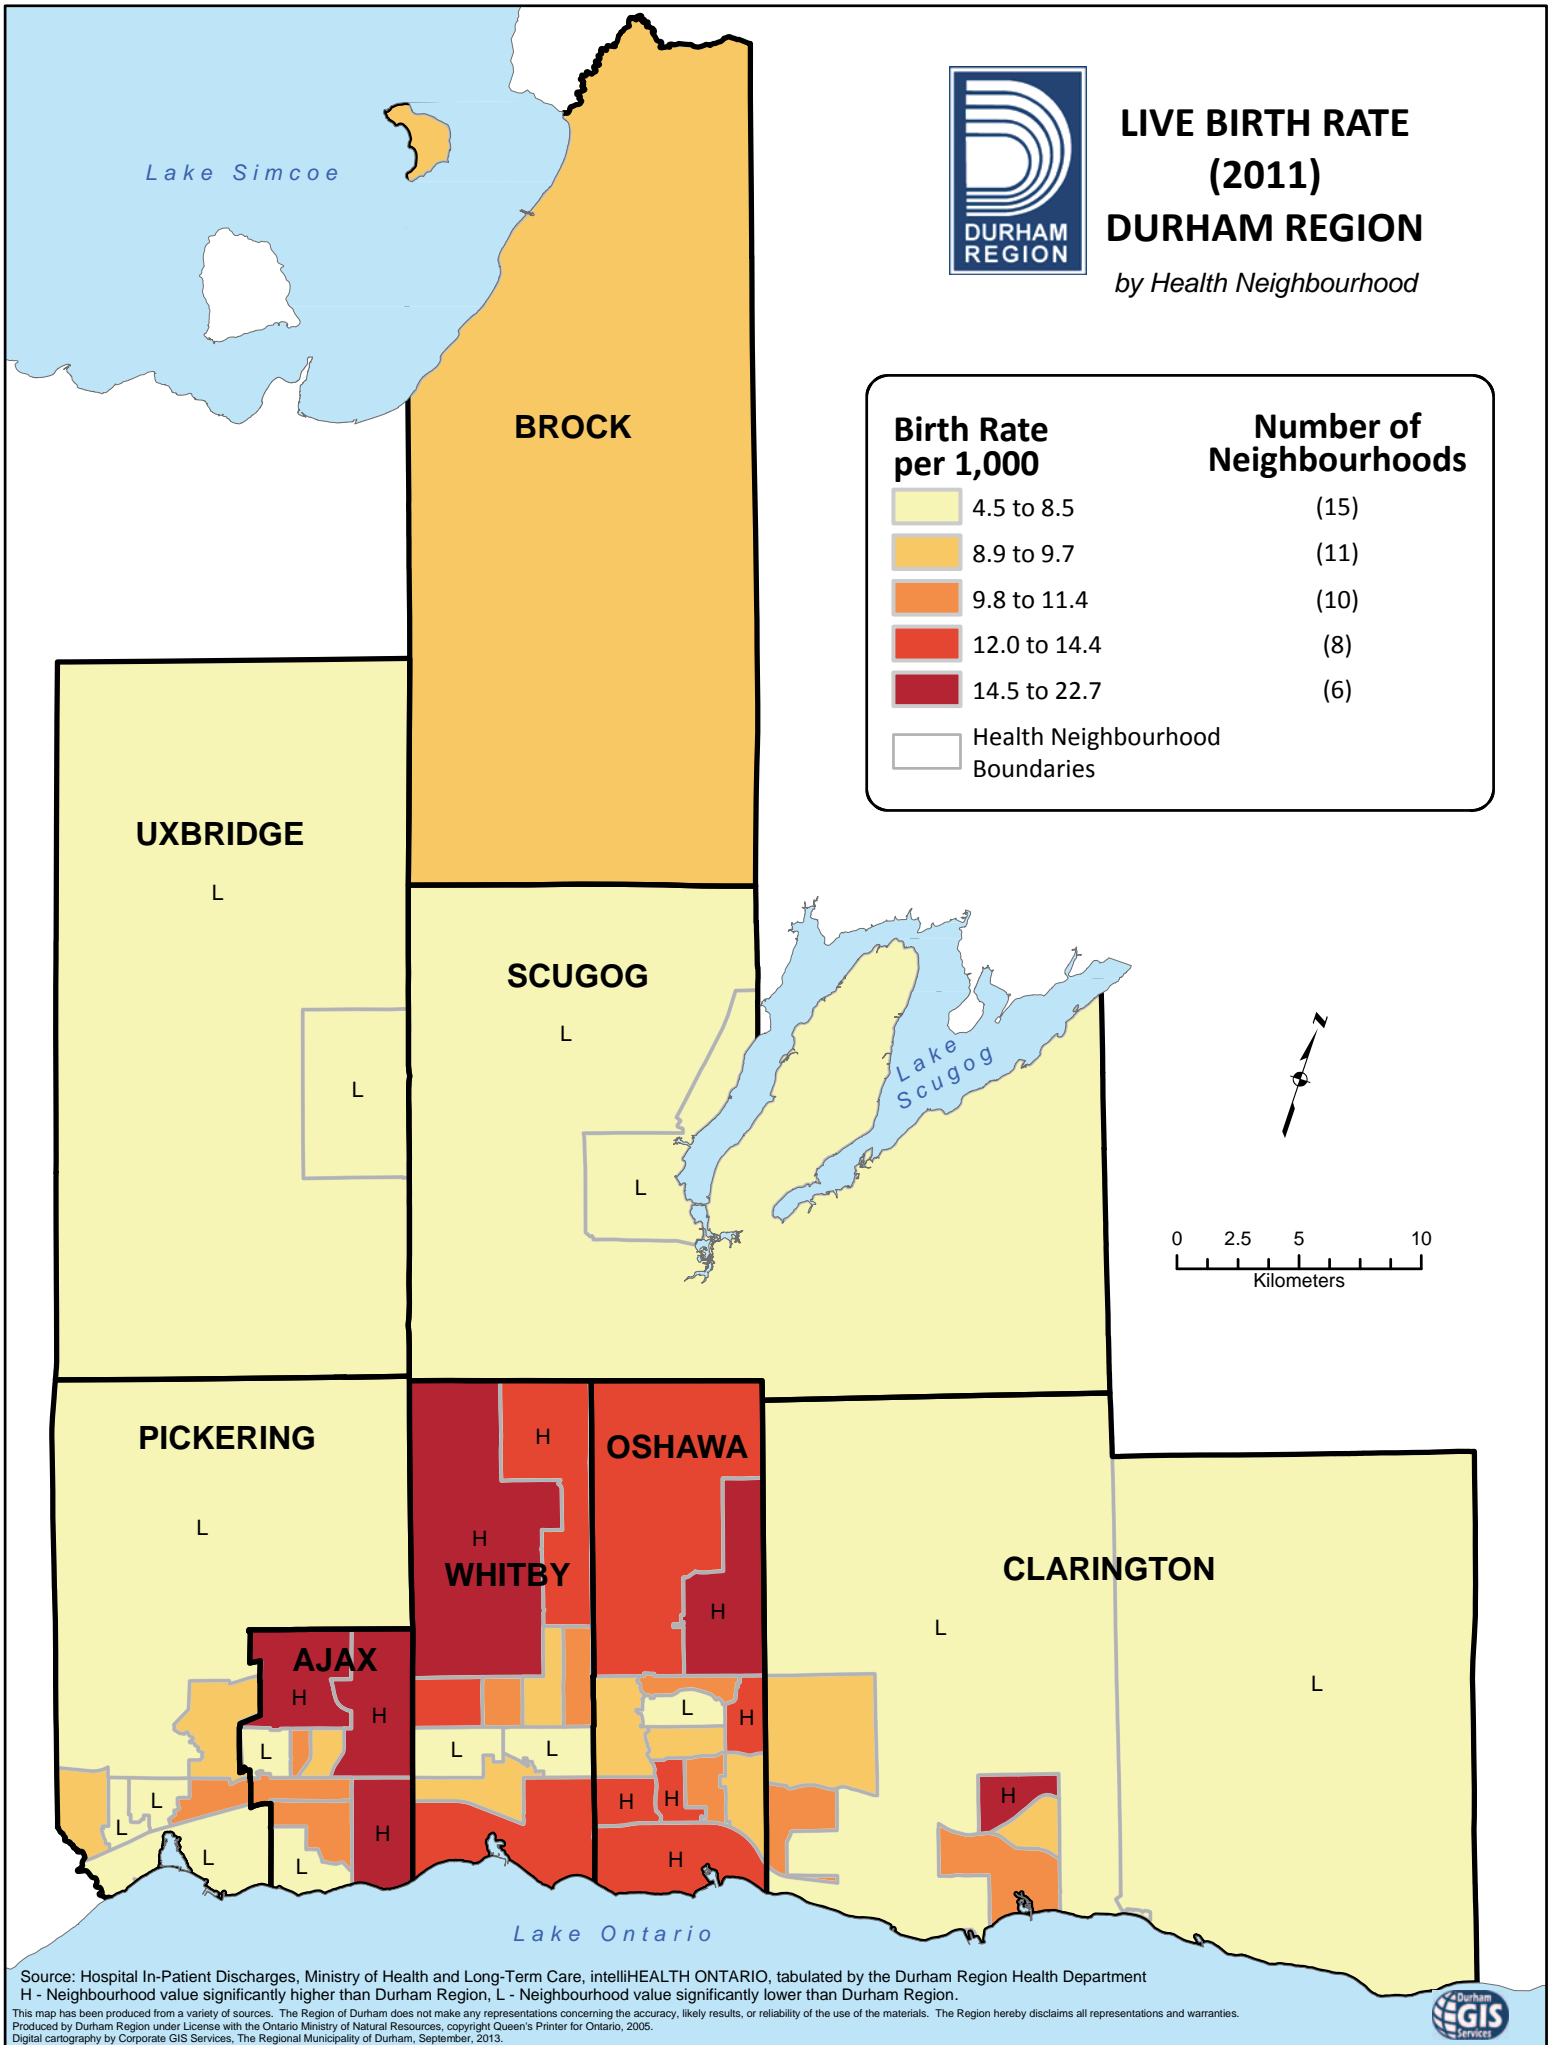 LIVE BIRTH RATE
(2011)
DURHAM REGION
by Health Neighbourhood
DURHAM
REGION
Lake Simcoe
BROCK
Birth Rate
per 1,000
Number of
Neighbourhoods
4.5 to 8.5 (15)
8.9 to 9.7 (11)
9.8 to 11.4 (10)
12.0 to 14.4 (8)
14.5 to 22.7 (6)
Health Neighbourhood
Boundaries
UXBRIDGE
L
SCUGOG
L
L
L
Lake
Scugog
N
0 2.5 5 10
Kilometers
PICKERING
L
H
OSHAWA
H
WHITBY
H
CLARINGTON
L
L
AJAX
H
H
L
H
L
L
L
H
L
L
H
H
H
L
L
H
H
Lake Ontario
Source: Hospital In-Patient Discharges, Ministry of Health and Long-Term Care, intelliHEALTH ONTARIO, tabulated by the Durham Region Health Department
H - Neighbourhood value significantly higher than Durham Region, L - Neighbourhood value significantly lower than Durham Region.
This map has been produced from a variety of sources. The Region of Durham does not make any representations concerning the accuracy, likely results, or reliability of the use of the materials. The Region hereby disclaims all representations and warranties.
Produced by Durham Region under License with the Ontario Ministry of Natural Resources, copyright Queen's Printer for Ontario, 2005.
Digital cartography by Corporate GIS Services, The Regional Municipality of Durham, September, 2013.
Durham
GIS
Services